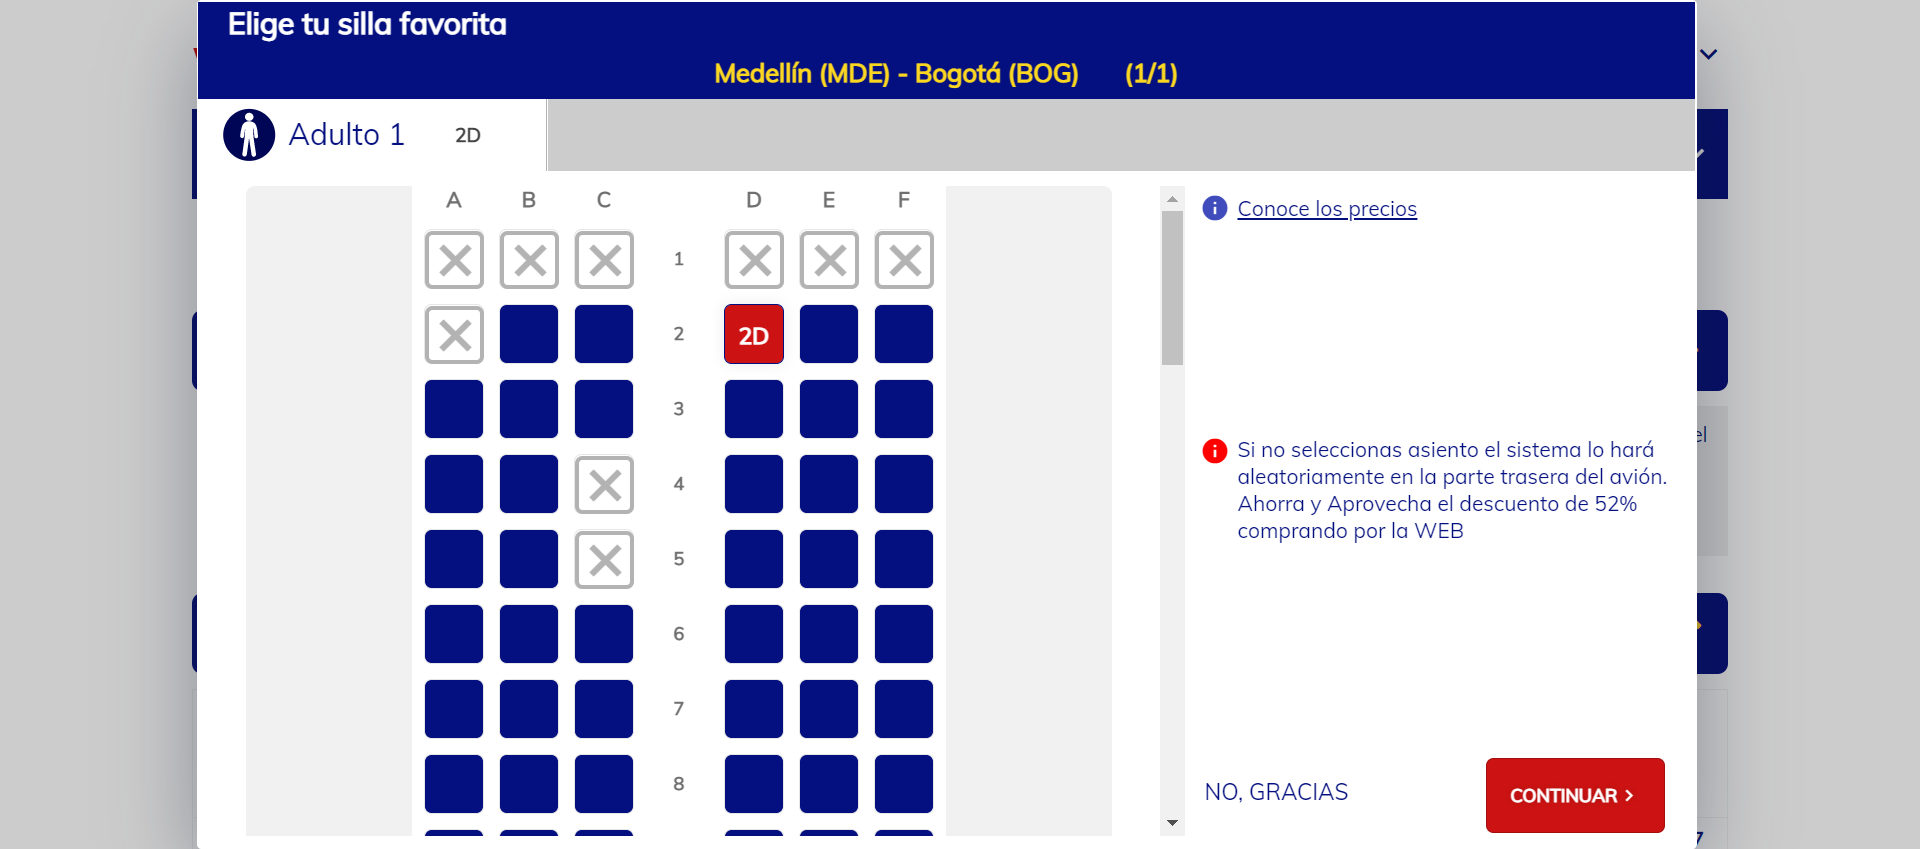 Elige tu silla favorita
Medellín (MDE) - Bogotá (BOG) (1/1)
Adulto 1 2D
A B C D E F
1
2D
2
3
4
5
6
7
8
Conoce los precios
Si no seleccionas asiento el sistema lo hará
aleatoriamente en la parte trasera del avión.
Ahorra y Aprovecha el descuento de 52%
comprando por la WEB
NO, GRACIAS
CONTINUAR
el